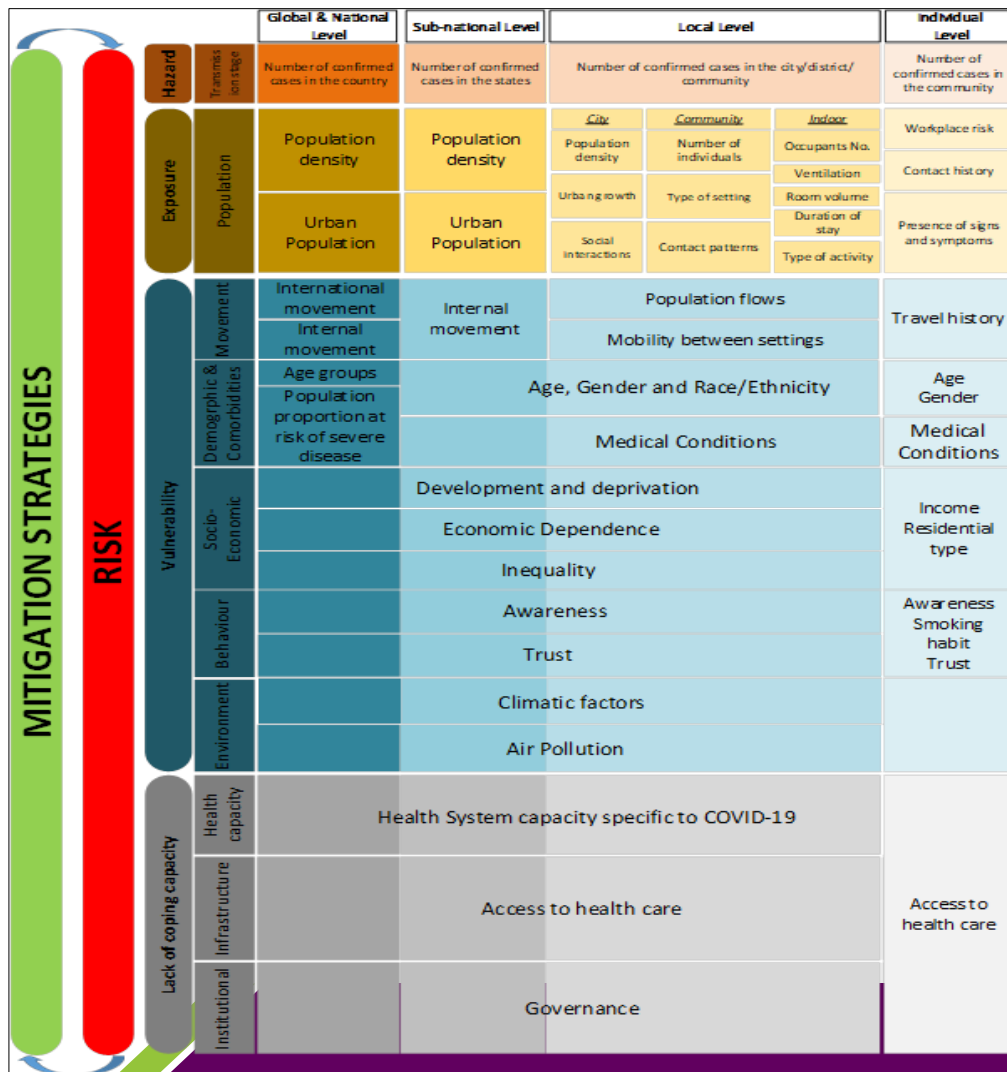 Global & National
Level
Sub-national Level
Local Level
Individual
Level
MITIGATION STRATEGIES
RISK
Hazard
Transmiss
ion stage
Number of confirmed
cases in the country
Number of confirmed
cases in the states
Number of confirmed cases in the city/district/
community
Number of
confirmed cases in
the community
Exposure
Population
Population
density
Urban
Population
Population
density
Urban
Population
City
Population
density
Urban growth
Social
Interactions
Community
Number of
individuals
Type of setting
Contact patterns
Indoor
Occupants No.
Ventilation
Room volume
Duration of
stay
Type of activity
Workplace risk
Contact history
Presence of signs
and symptoms
Vulnerability
Movement
International
movement
Internal
movement
Internal
movement
Population flows
Mobility between settings
Travel history
Demogrphic &
Comorbidities
Age groups
Population
proportion at
risk of severe
disease
Age, Gender and Race/Ethnicity
Medical Conditions
Age
Gender
Medical
Conditions
Socio-
Economic
Development and deprivation
Economic Dependence
Inequality
Income
Residential
type
Behaviour
Awareness
Trust
Awareness
Smoking
habit
Trust
Environment
Climatic factors
Air Pollution
Lack of coping capacity
Health
capacity
Health System capacity specific to COVID-19
Infrastructure
Access to health care
Access to
health care
Institutional
Governance